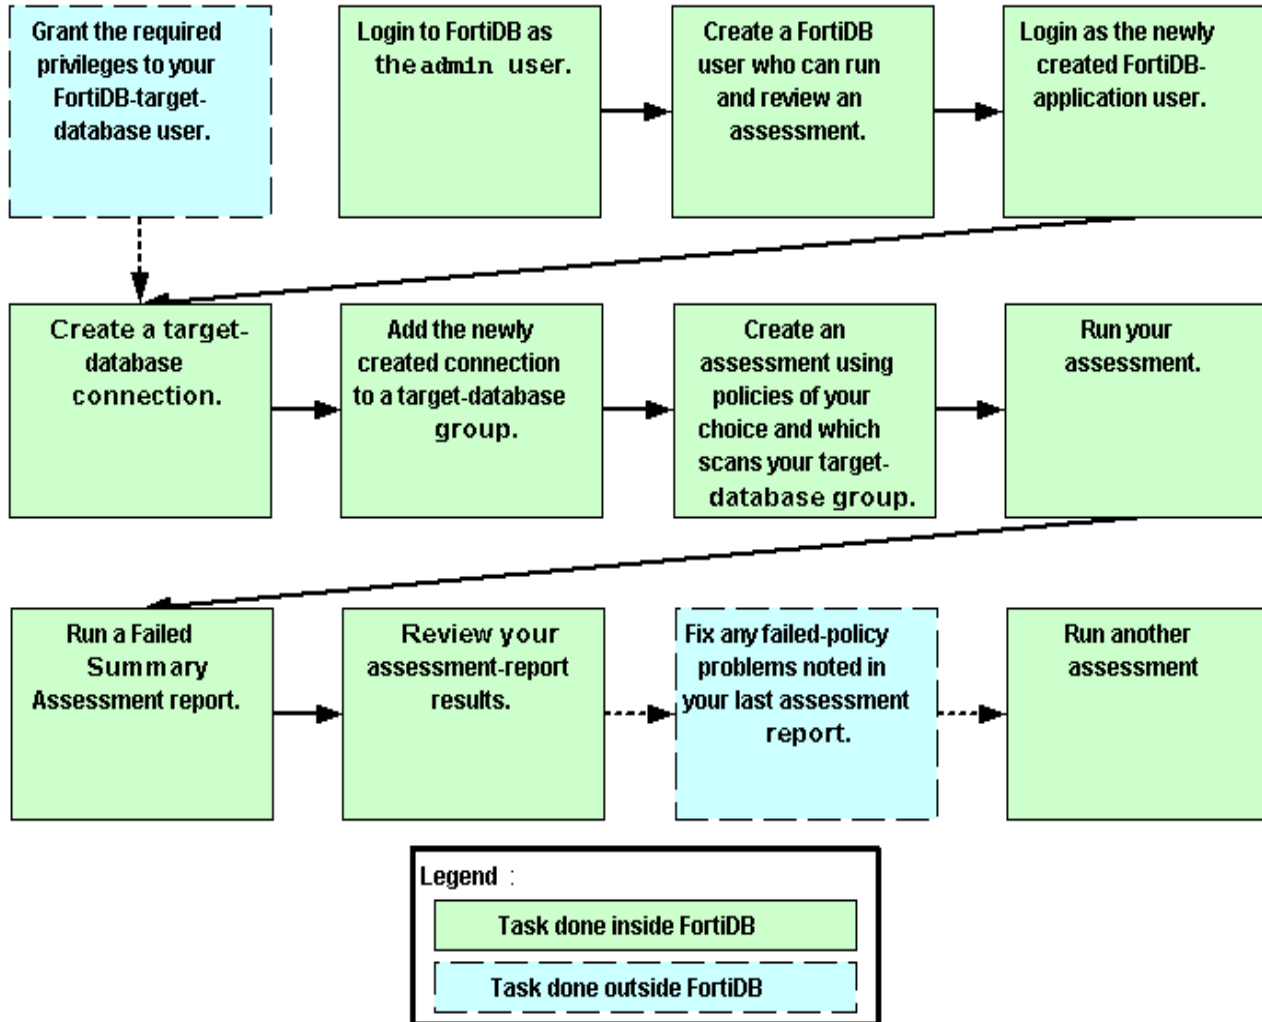 Grant the required
privileges to your
FortiDB-target-
database user.
Login to FortiDB as
the admin user.
Create a FortiDB
user who can run
and review an
assessment.
Login as the newly
created FortiDB-
application user.
Create a target-
database
connection.
Add the newly
created connection
to a target-database
group.
Create an
assessment using
policies of your
choice and which
scans your target-
database group.
Run your
assessment.
Run a Failed
Summary
Assessment report.
Review your
assessment-report
results.
Fix any failed-policy
problems noted in
your last assessment
report.
Run another
assessment
Legend :
Task done inside FortiDB
Task done outside FortiDB